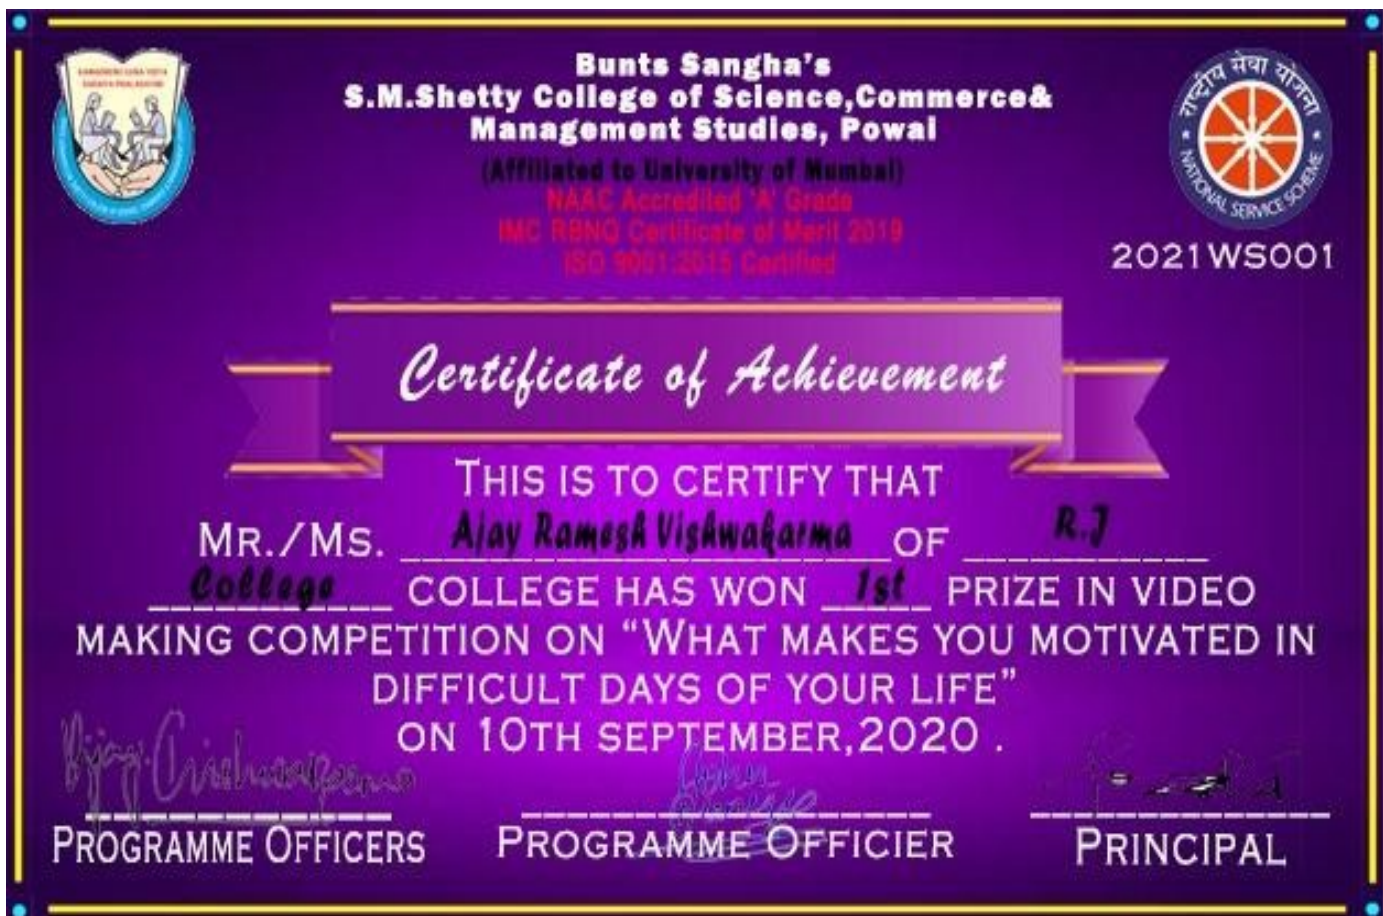 Bunts Sangha's
S.M.Shetty College of Science,Commerce&
Management Studies, Powai
(Affiliated to University of Mumbai)
NAAC Accredited 'A' Grade
IMC RBNQ Certificate of Merit 2019
ISO 9001:2015 Certified
राष्ट्रीय सेवा योजना
NATIONAL SERVICE SCHEME
2021WS001
Certificate of Achievement
THIS IS TO CERTIFY THAT
MR./MS. Ajay Ramesh Vishwakarma OF R.J
College COLLEGE HAS WON 1st PRIZE IN VIDEO
MAKING COMPETITION ON “WHAT MAKES YOU MOTIVATED IN
DIFFICULT DAYS OF YOUR LIFE”
ON 10TH SEPTEMBER,2020 .
PROGRAMME OFFICERS
PROGRAMME OFFICIER
PRINCIPAL